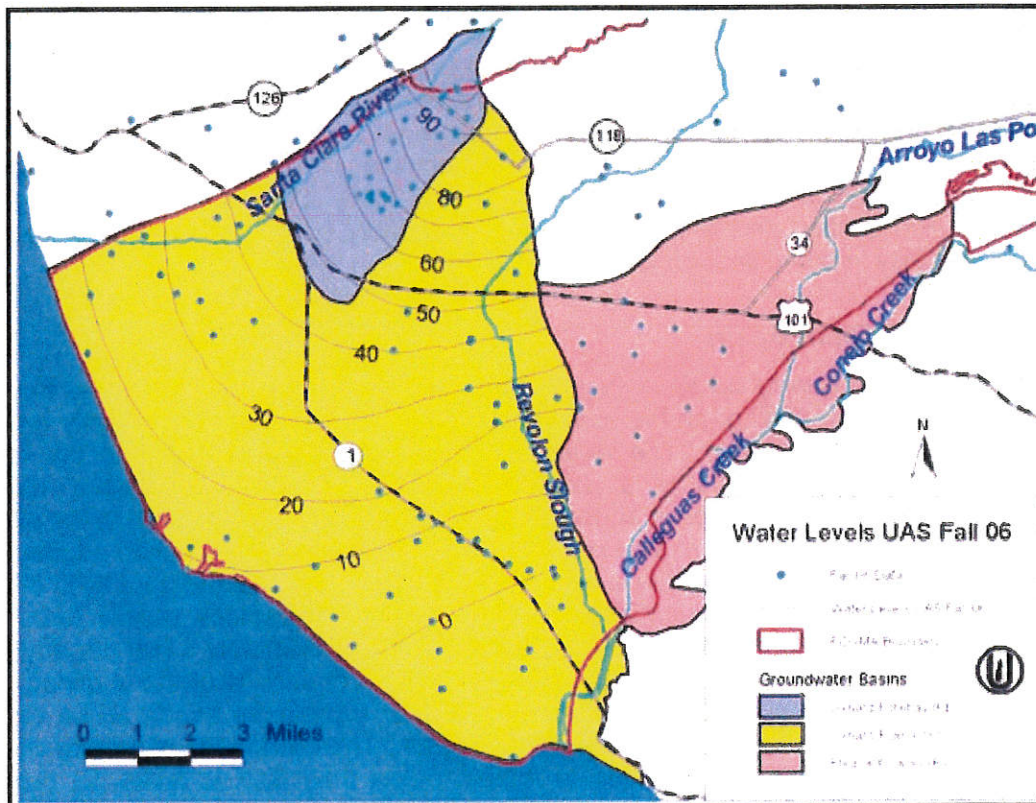 126
Santa Clara River
90
118
Arroyo Las Po
80
34
60
50
101
40
Conejo Creek
30
Revolon Slough
1
N
20
Calleguas Creek
Water Levels UAS Fall 06
10
0
Groundwater Basins
0 1 2 3 Miles